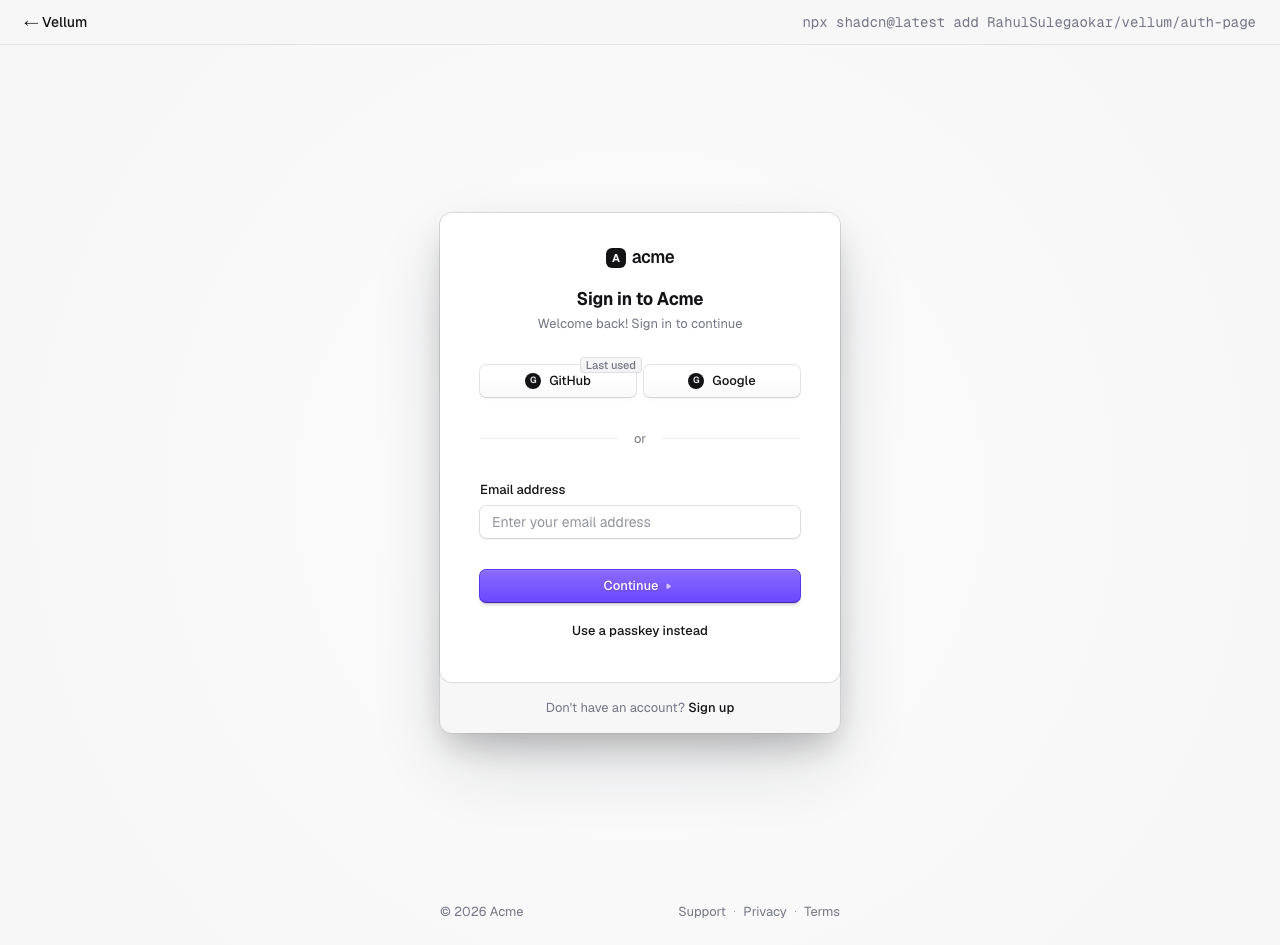 ← Vellum
npx shadcn@latest add RahulSulegaokar/vellum/auth-page
A acme
Sign in to Acme
Welcome back! Sign in to continue
Last used
G GitHub
G Google
or
Email address
Enter your email address
Continue
Use a passkey instead
Don't have an account? Sign up
© 2026 Acme
Support · Privacy · Terms